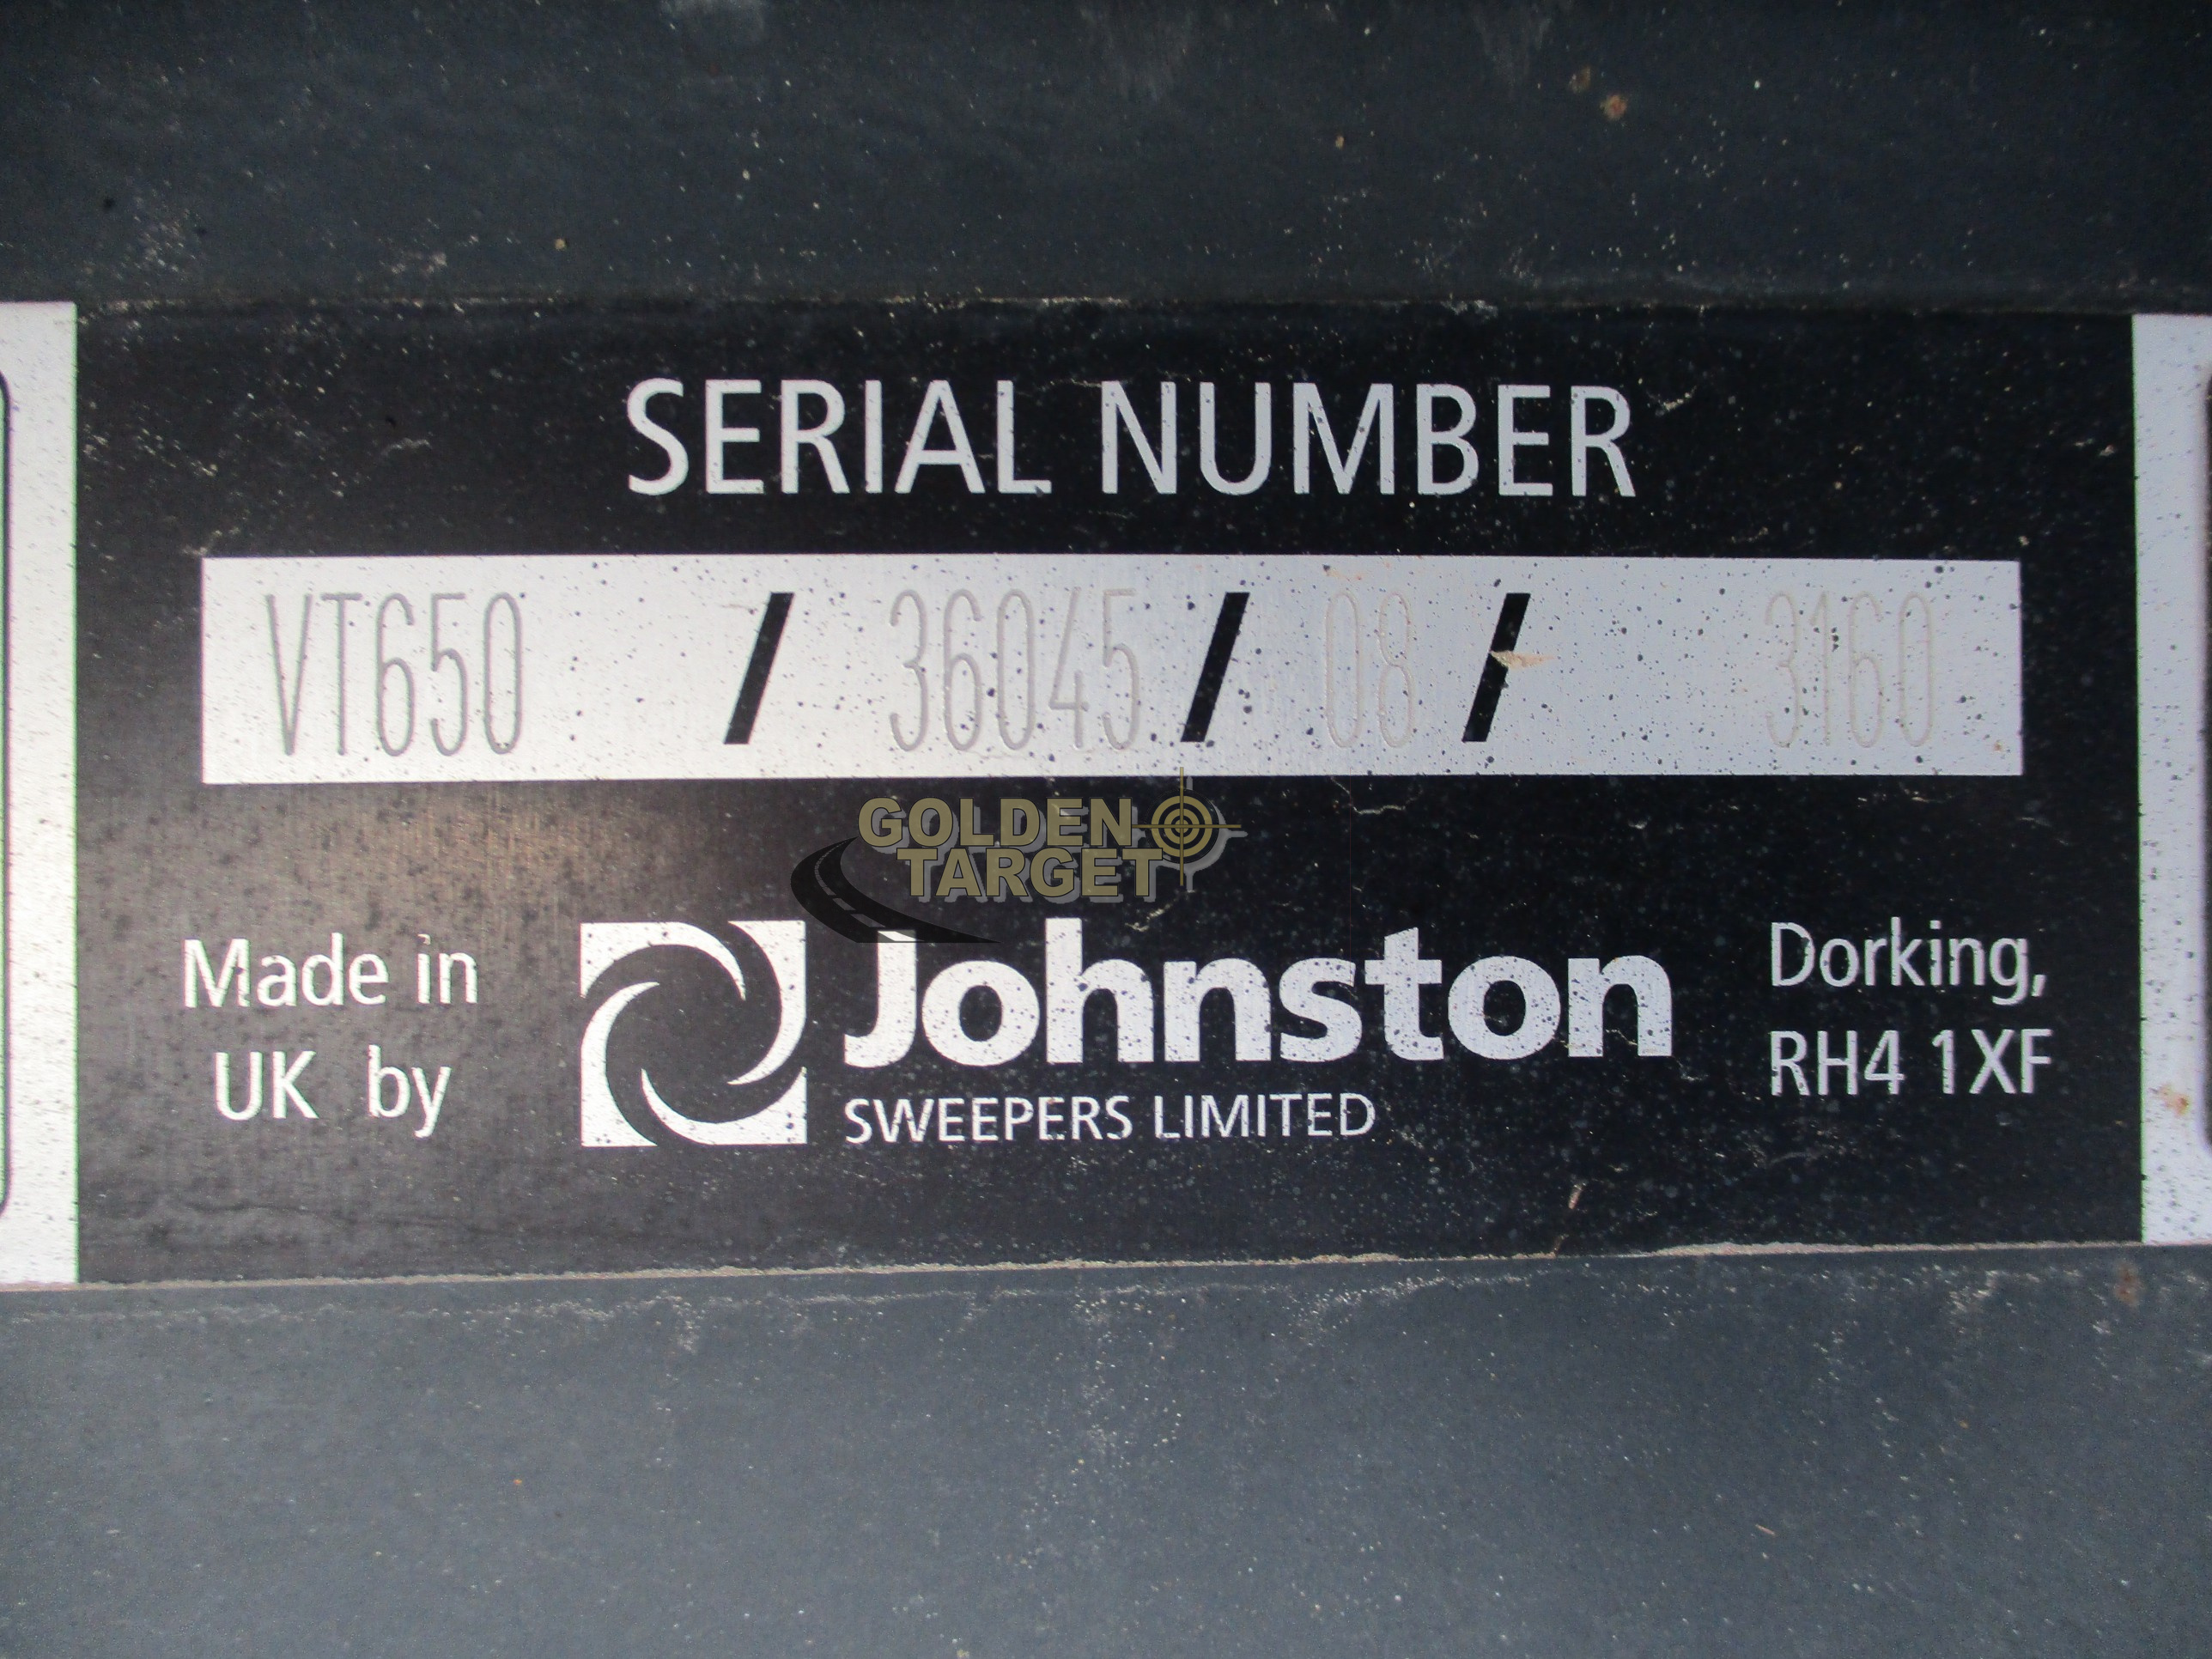 SERIAL NUMBER
VT650 / 36045 / 08 / 3160
GOLDEN
TARGET
Made in
UK by
Johnston
SWEEPERS LIMITED
Dorking,
RH4 1XF